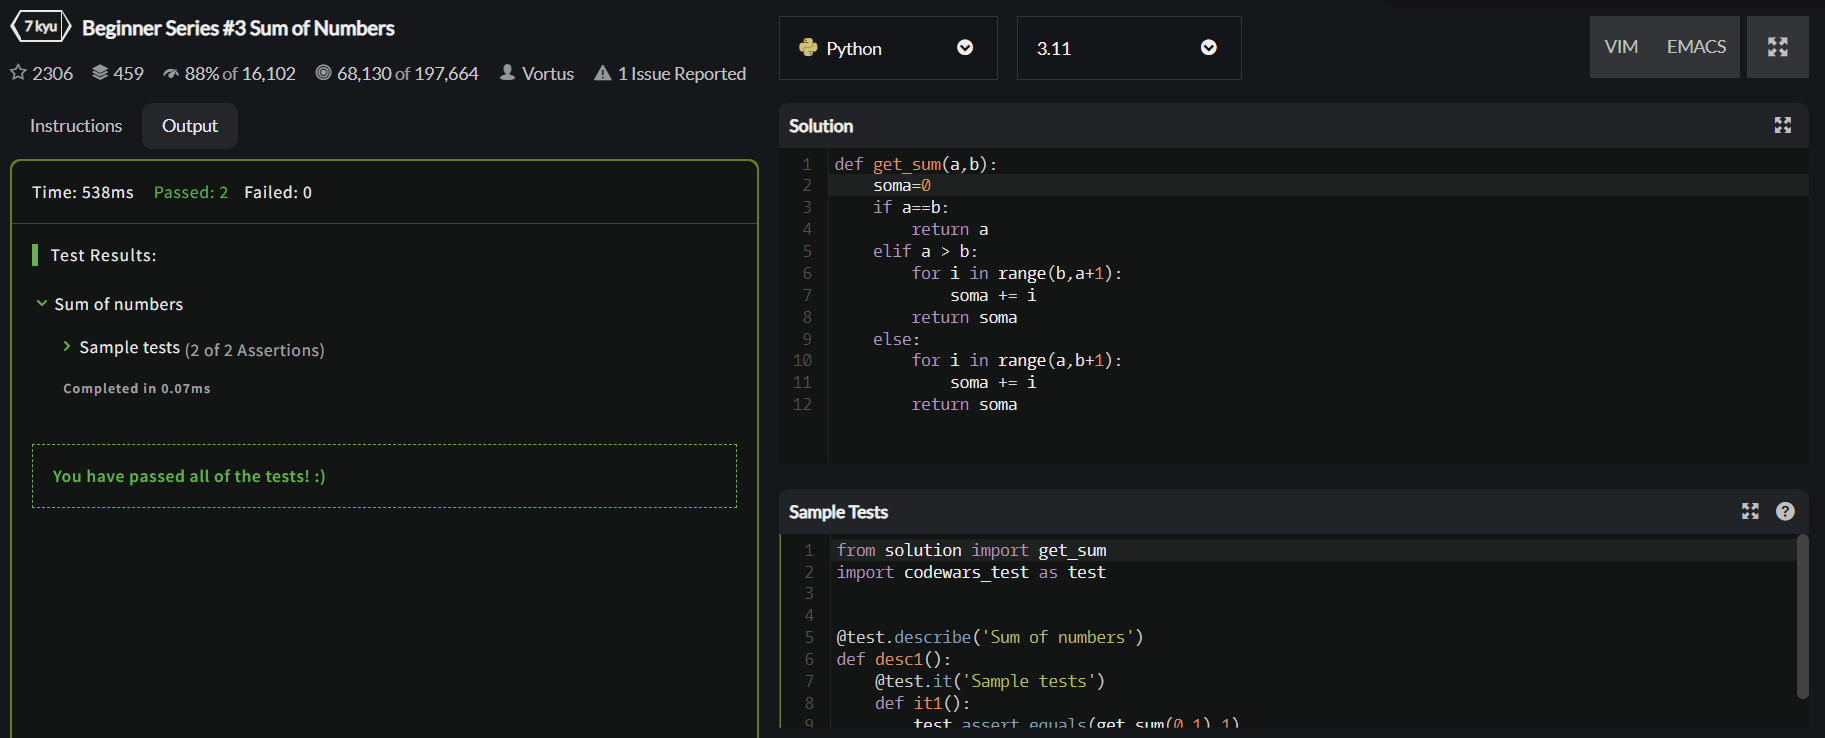 7 kyu Beginner Series #3 Sum of Numbers
2306 459 88% of 16,102 68,130 of 197,664 Vortus 1 Issue Reported
Instructions Output
Time: 538ms Passed: 2 Failed: 0
Test Results:
Sum of numbers
Sample tests (2 of 2 Assertions)
Completed in 0.07ms
You have passed all of the tests! :)
Python 3.11 VIM EMACS
Solution
1 def get_sum(a,b):
2     soma=0
3     if a==b:
4         return a
5     elif a > b:
6         for i in range(b,a+1):
7             soma += i
8         return soma
9     else:
10         for i in range(a,b+1):
11             soma += i
12         return soma
Sample Tests ?
1 from solution import get_sum
2 import codewars_test as test
3
4
5 @test.describe('Sum of numbers')
6 def desc1():
7     @test.it('Sample tests')
8     def it1():
9         test.assert_equals(get_sum(0,1),1)